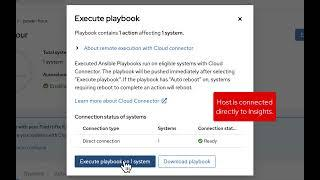 Execute playbook
Playbook contains 1 action affecting 1 system.
About remote execution with Cloud connector
Executed Ansible Playbooks run on eligible systems with Cloud Connector. The playbook will be pushed immediately after selecting "Execute playbook". If the playbook has "Auto reboot" on, systems requiring reboot to complete an action will reboot.
Learn more about Cloud Connector
Host is connected
directly to Insights.
Connection status of systems
Connection type Systems Connection stat...
Direct connection 1 Ready
Execute playbook on 1 system Download playbook